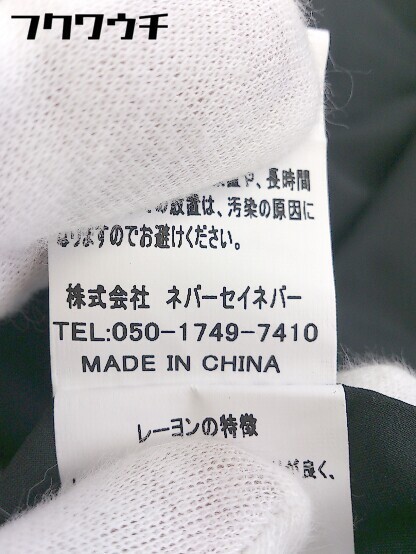 フクワウチ
や、長時間
の放置は、汚染の原因に
なりますのでお避けください。
株式会社 ネバーセイネバー
TEL:050-1749-7410
MADE IN CHINA
レーヨンの特徴
が良く、